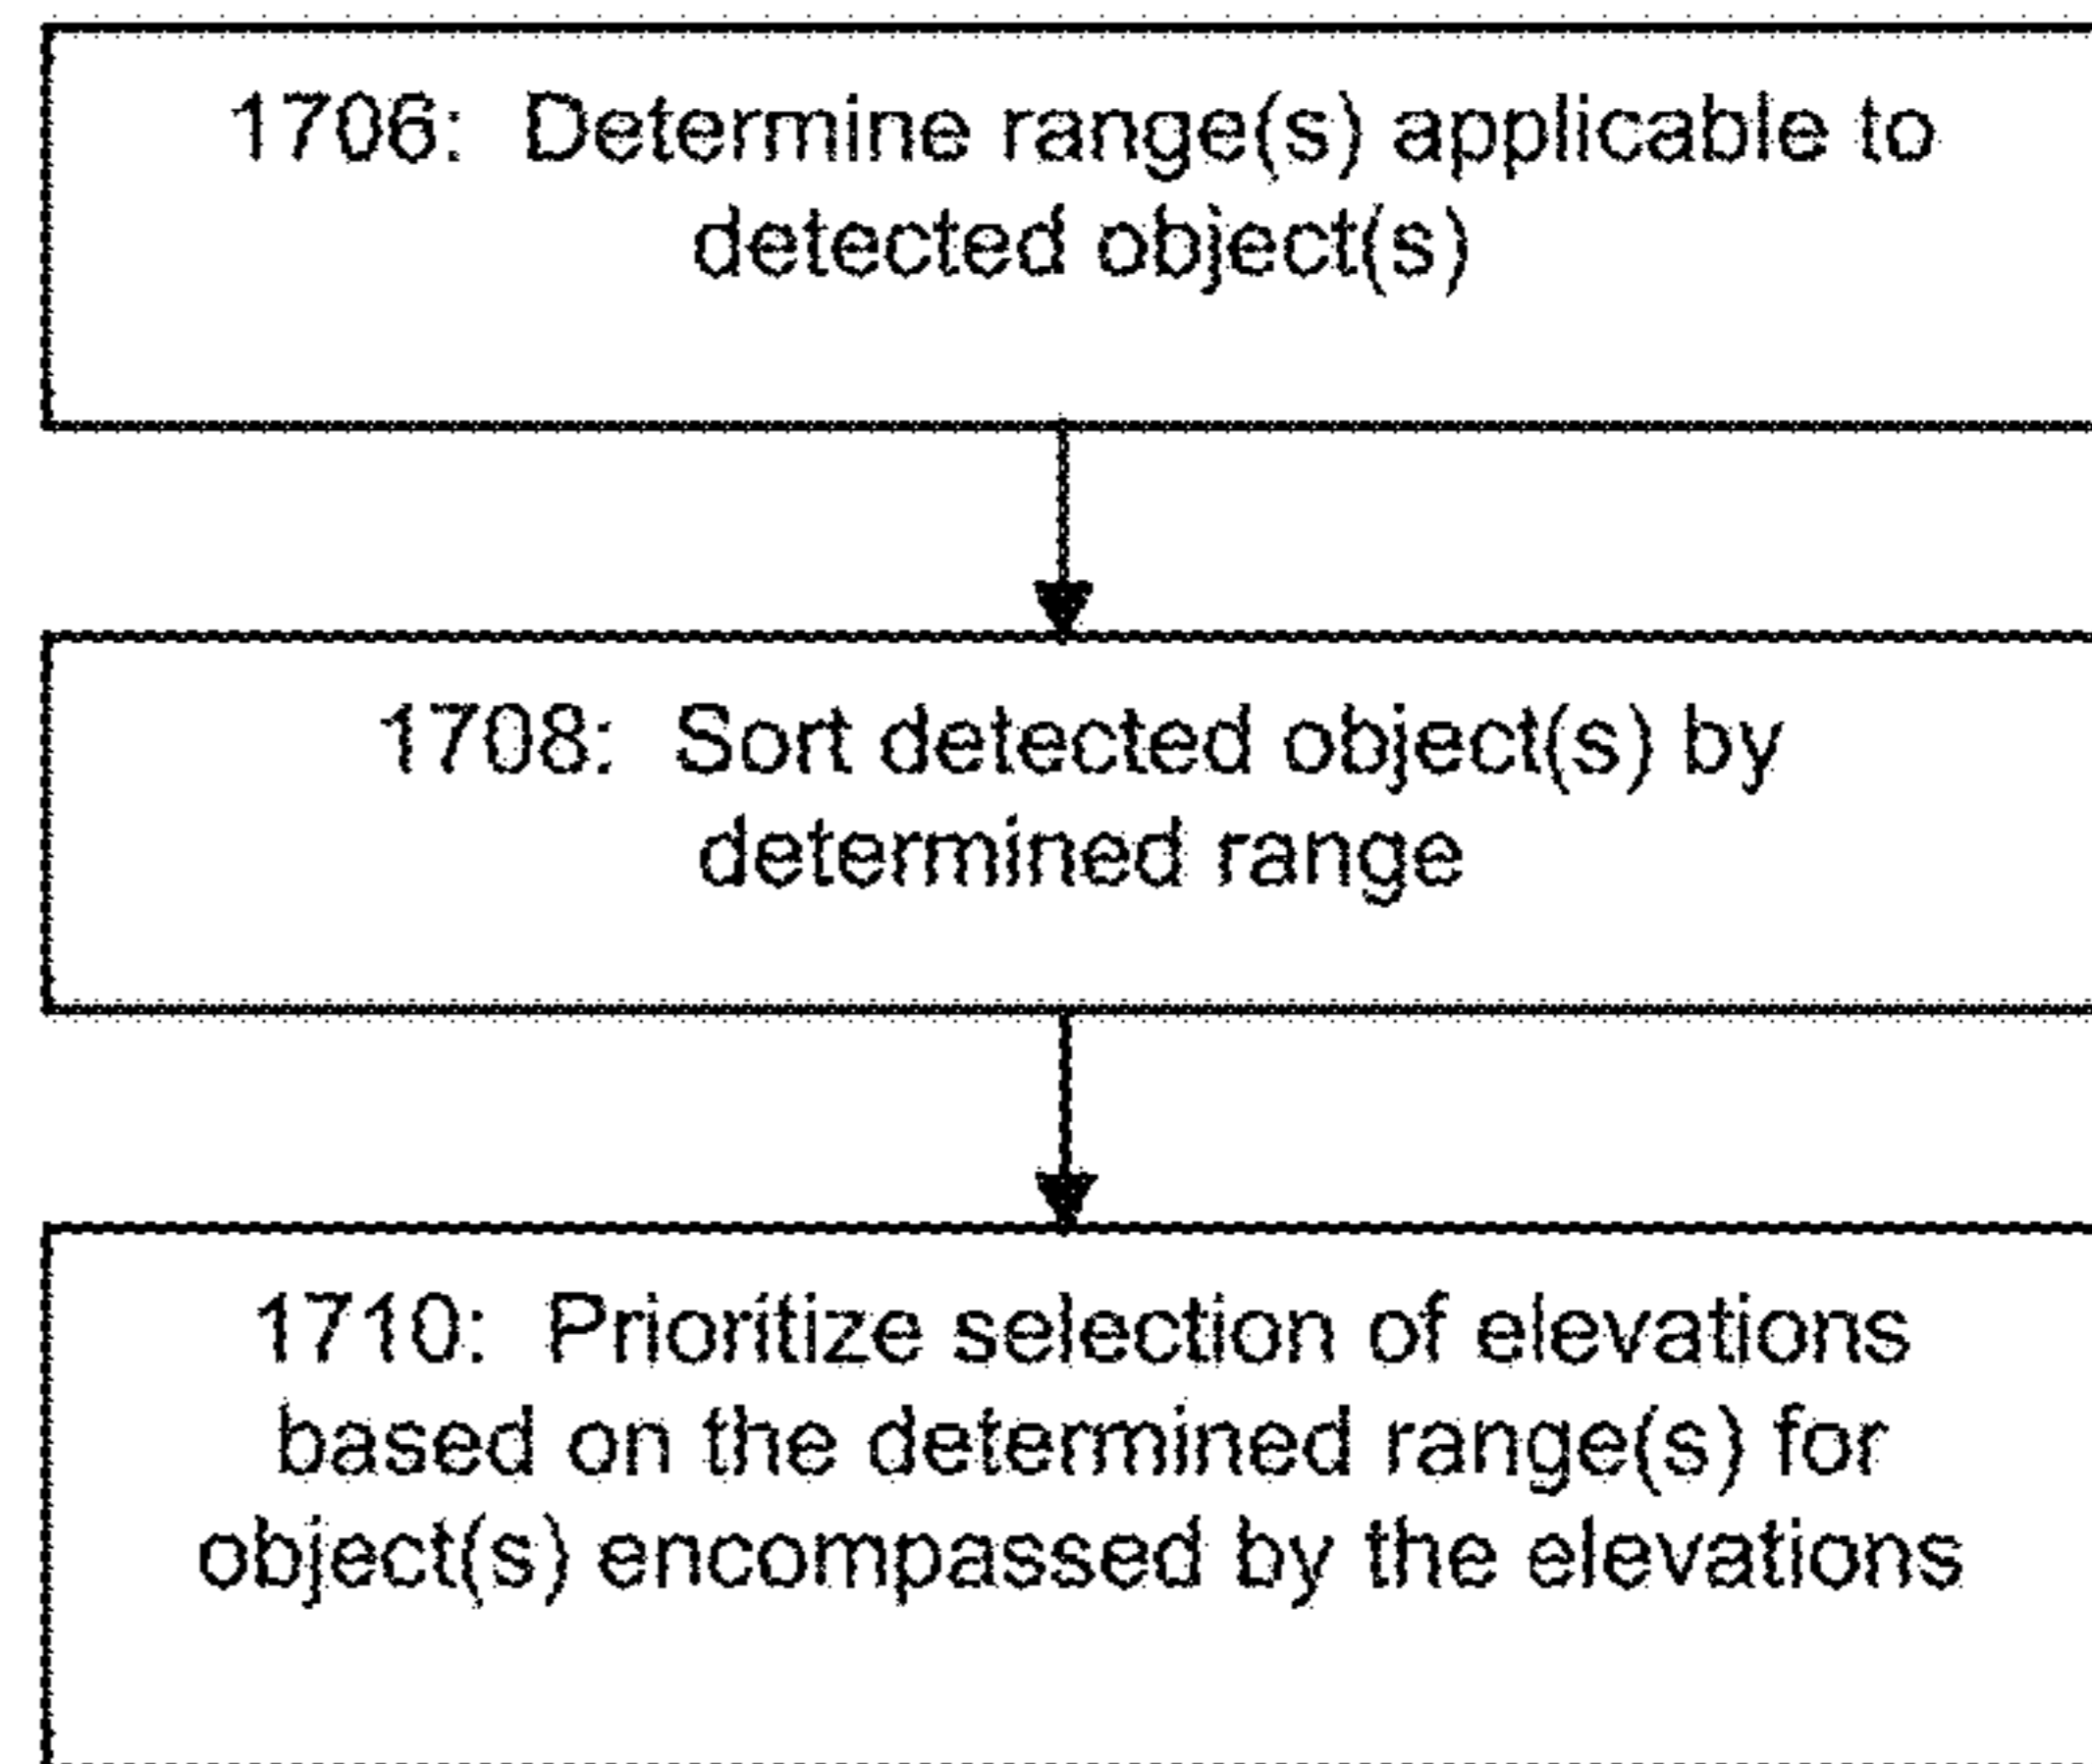 1706: Determine range(s) applicable to
detected object(s)
1708: Sort detected object(s) by
determined range
1710: Prioritize selection of elevations
based on the determined range(s) for
object(s) encompassed by the elevations